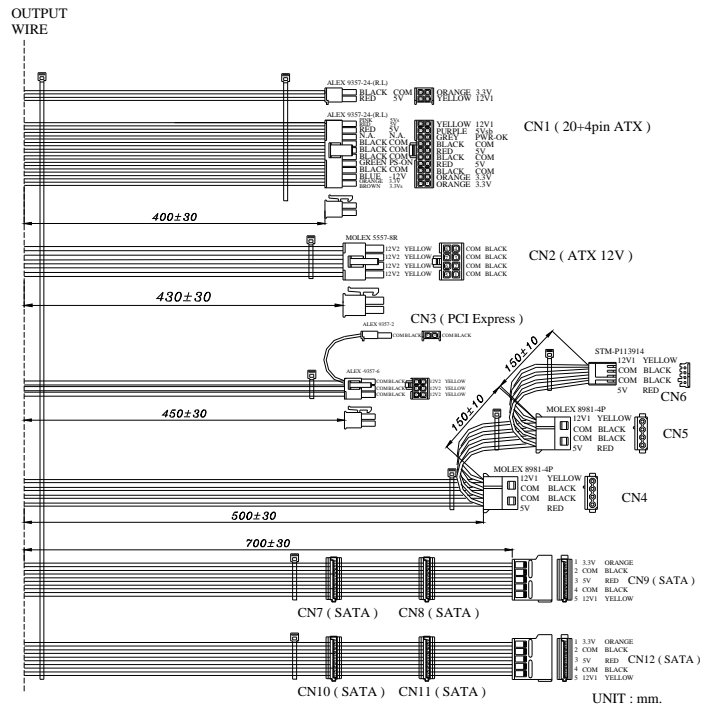 OUTPUT
WIRE
ALEX 9357-24-(R.L)
BLACK COM ORANGE 3.3V
RED 5V YELLOW 12V1
ALEX 9357-24-(R.L)
CN1 ( 20+4pin ATX )
PINK 5Vs
RED 5V
RED 5V
N.A. N.A.
BLACK COM
BLACK COM
BLACK COM
GREEN PS-ON
BLACK COM
BLUE -12V
ORANGE 3.3V
BROWN 3.3Vs
YELLOW 12V1
PURPLE 5Vsb
GREY PWR-OK
BLACK COM
RED 5V
BLACK COM
RED 5V
BLACK COM
ORANGE 3.3V
ORANGE 3.3V
400±30
MOLEX 5557-8R
12V2 YELLOW COM BLACK
12V2 YELLOW COM BLACK
12V2 YELLOW COM BLACK
12V2 YELLOW COM BLACK
CN2 ( ATX 12V )
430±30
CN3 ( PCI Express )
ALEX 9357-2
COM BLACK COM BLACK
ALEX -9357-6
COM BLACK 12V2 YELLOW
COM BLACK 12V2 YELLOW
COM BLACK 12V2 YELLOW
450±30
150±10
STM-P113914
12V1 YELLOW
COM BLACK
COM BLACK
5V RED
CN6
150±10
MOLEX 8981-4P
12V1 YELLOW
COM BLACK
COM BLACK
5V RED
CN5
MOLEX 8981-4P
12V1 YELLOW
COM BLACK
COM BLACK
5V RED
CN4
500±30
700±30
1 3.3V ORANGE
2 COM BLACK
3 5V RED
4 COM BLACK
5 12V1 YELLOW
CN9 ( SATA )
CN7 ( SATA ) CN8 ( SATA )
1 3.3V ORANGE
2 COM BLACK
3 5V RED
4 COM BLACK
5 12V1 YELLOW
CN12 ( SATA )
CN10 ( SATA ) CN11 ( SATA )
UNIT : mm.